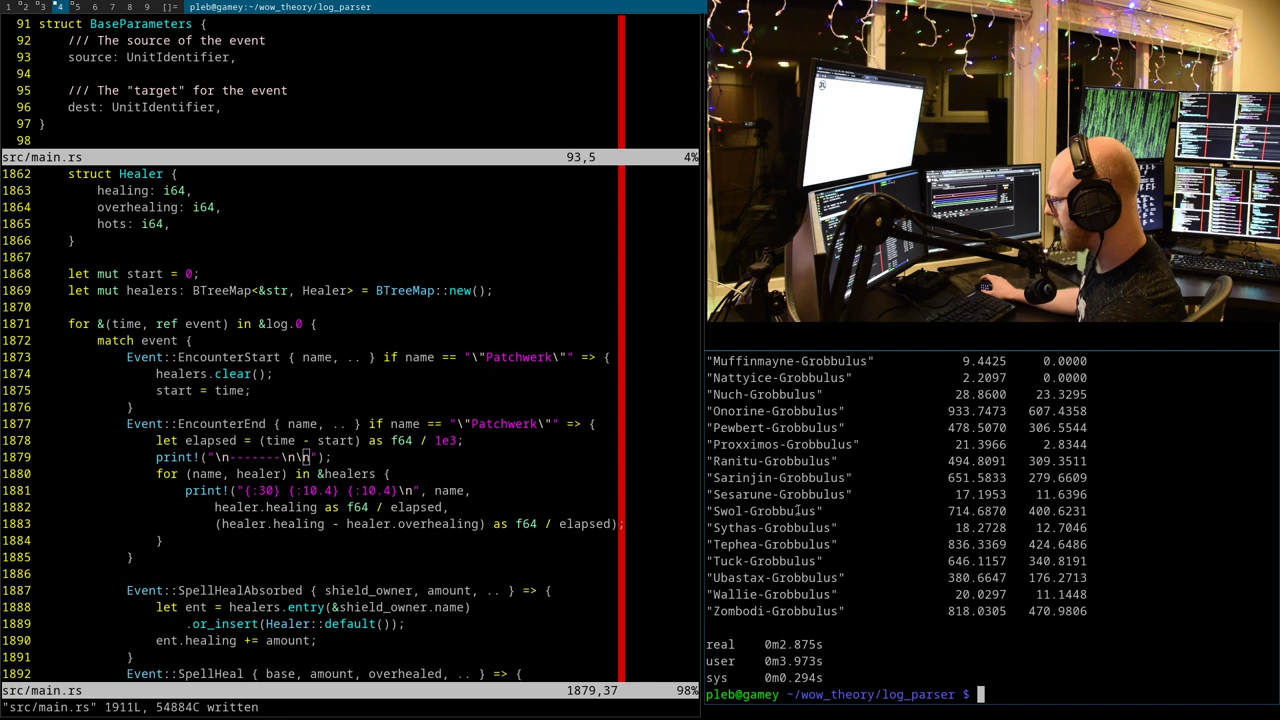 1 2 3 4 5 6 7 8 9 []= pleb@gamey:~/wow_theory/log_parser
91 struct BaseParameters {
92     /// The source of the event
93     source: UnitIdentifier,
94
95     /// The "target" for the event
96     dest: UnitIdentifier,
97 }
98
src/main.rs 93,5 4%
1862     struct Healer {
1863         healing: i64,
1864         overhealing: i64,
1865         hots: i64,
1866     }
1867
1868     let mut start = 0;
1869     let mut healers: BTreeMap<&str, Healer> = BTreeMap::new();
1870
1871     for &(time, ref event) in &log.0 {
1872         match event {
1873             Event::EncounterStart { name, .. } if name == "\"Patchwerk\"" => {
1874                 healers.clear();
1875                 start = time;
1876             }
1877             Event::EncounterEnd { name, .. } if name == "\"Patchwerk\"" => {
1878                 let elapsed = (time - start) as f64 / 1e3;
1879                 print!("\n-------\n\n");
1880                 for (name, healer) in &healers {
1881                     print!("{:30} {:10.4} {:10.4}\n", name,
1882                         healer.healing as f64 / elapsed,
1883                         (healer.healing - healer.overhealing) as f64 / elapsed);
1884                 }
1885             }
1886
1887             Event::SpellHealAbsorbed { shield_owner, amount, .. } => {
1888                 let ent = healers.entry(&shield_owner.name)
1889                     .or_insert(Healer::default());
1890                 ent.healing += amount;
1891             }
1892             Event::SpellHeal { base, amount, overhealed, .. } => {
src/main.rs 1879,37 98%
"src/main.rs" 1911L, 54884C written
"Muffinmayne-Grobbulus" 9.4425 0.0000
"Nattyice-Grobbulus" 2.2097 0.0000
"Nuch-Grobbulus" 28.8600 23.3295
"Onorine-Grobbulus" 933.7473 607.4358
"Pewbert-Grobbulus" 478.5070 306.5544
"Proxximos-Grobbulus" 21.3966 2.8344
"Ranitu-Grobbulus" 494.8091 309.3511
"Sarinjin-Grobbulus" 651.5833 279.6609
"Sesarune-Grobbulus" 17.1953 11.6396
"Swol-Grobbulus" 714.6870 400.6231
"Sythas-Grobbulus" 18.2728 12.7046
"Tephea-Grobbulus" 836.3369 424.6486
"Tuck-Grobbulus" 646.1157 340.8191
"Ubastax-Grobbulus" 380.6647 176.2713
"Wallie-Grobbulus" 20.0297 11.1448
"Zombodi-Grobbulus" 818.0305 470.9806
real 0m2.875s
user 0m3.973s
sys 0m0.294s
pleb@gamey ~/wow_theory/log_parser $